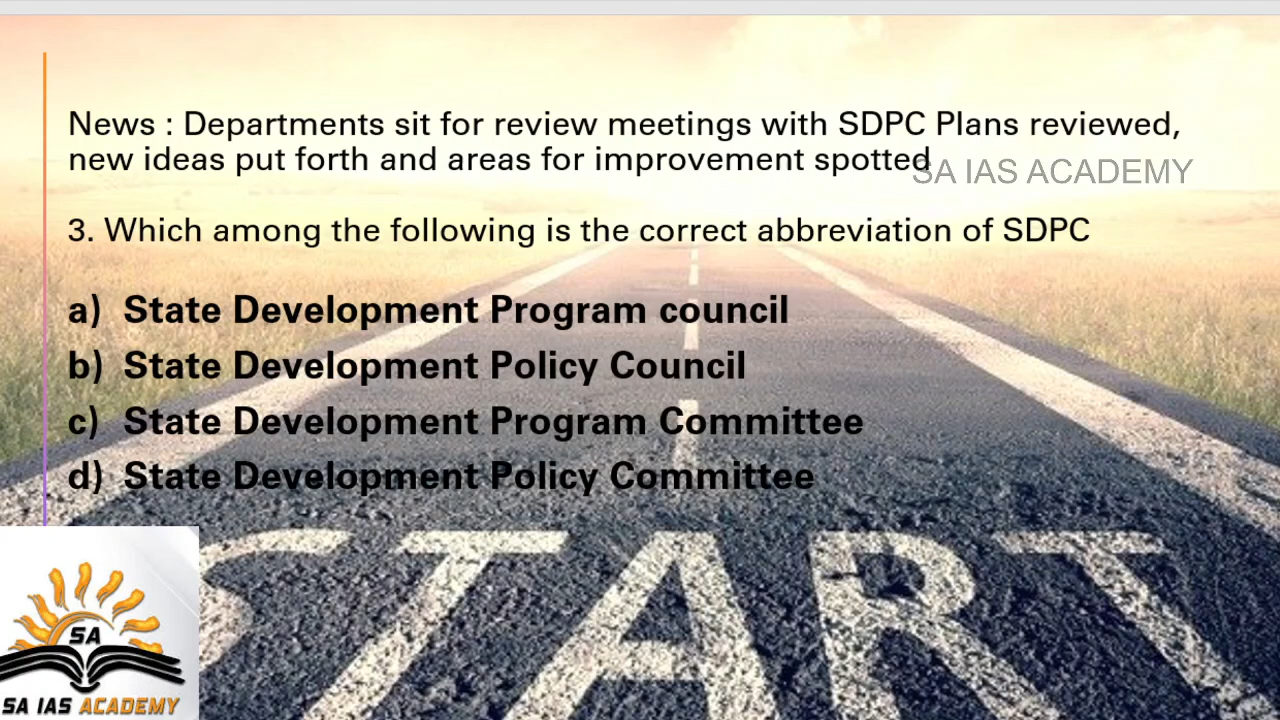 News : Departments sit for review meetings with SDPC Plans reviewed,
new ideas put forth and areas for improvement spotted
SA IAS ACADEMY
3. Which among the following is the correct abbreviation of SDPC
a) State Development Program council
b) State Development Policy Council
c) State Development Program Committee
d) State Development Policy Committee
START
SA
SA IAS ACADEMY